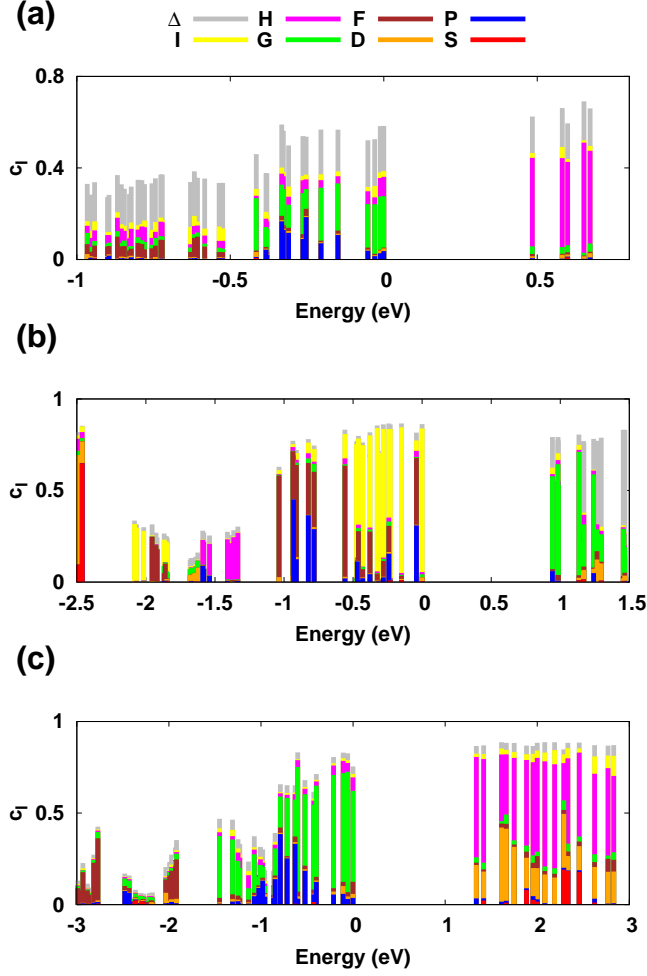 (a)
Δ H F P
I G D S
0.8
0.4
0
c_l
-1 -0.5 0 0.5
Energy (eV)
(b)
1
0.5
0
c_l
-2.5 -2 -1.5 -1 -0.5 0 0.5 1 1.5
Energy (eV)
(c)
1
0.5
0
c_l
-3 -2 -1 0 1 2 3
Energy (eV)